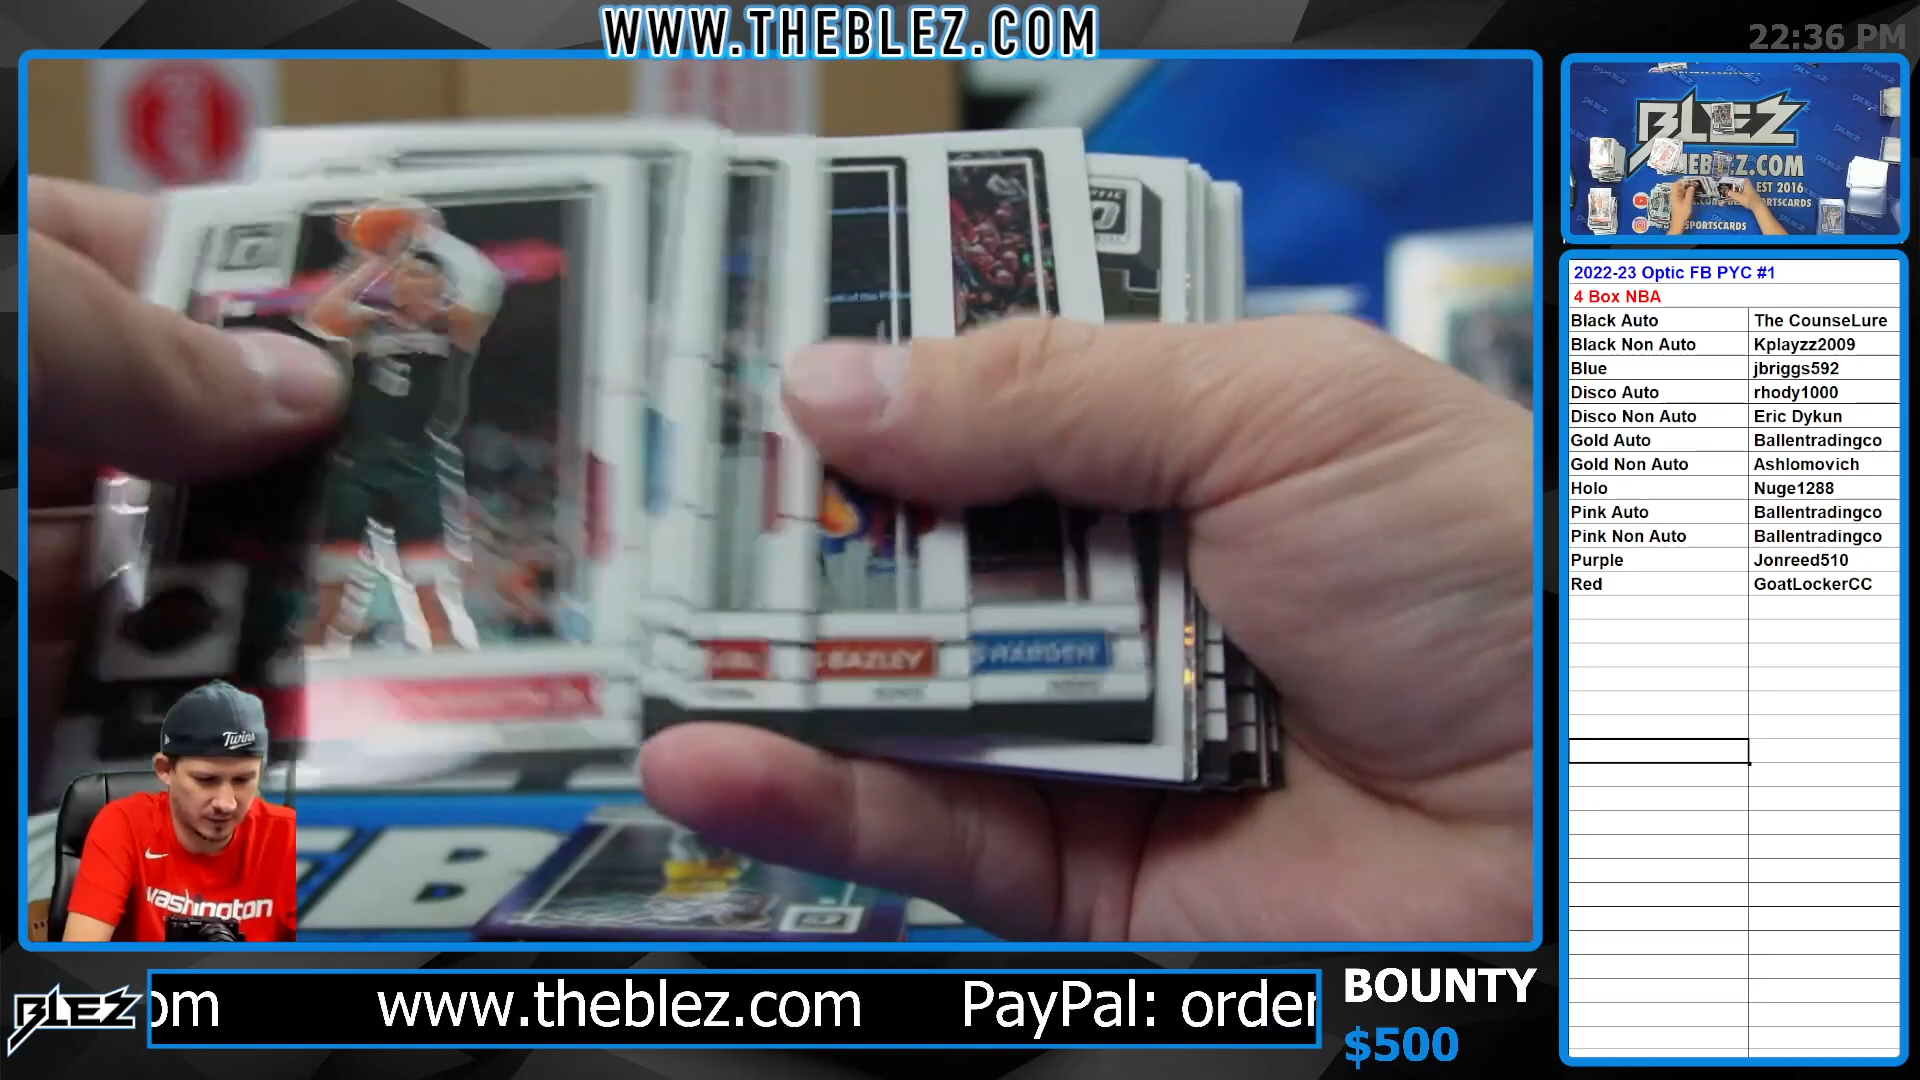 WWW.THEBLEZ.COM
22:36 PM
BLEZ
THEBLEZ.COM
EST 2016
SPORTSCARDS
SPORTSCARDS
2022-23 Optic FB PYC #1
4 Box NBA
Black Auto The CounseLure
Black Non Auto Kplayzz2009
Blue jbriggs592
Disco Auto rhody1000
Disco Non Auto Eric Dykun
Gold Auto Ballentradingco
Gold Non Auto Ashlomovich
Holo Nuge1288
Pink Auto Ballentradingco
Pink Non Auto Ballentradingco
Purple Jonreed510
Red GoatLockerCC
BAZLEY
HARDEN
Twins
washington
BLEZ
om www.theblez.com PayPal: order
BOUNTY
$500